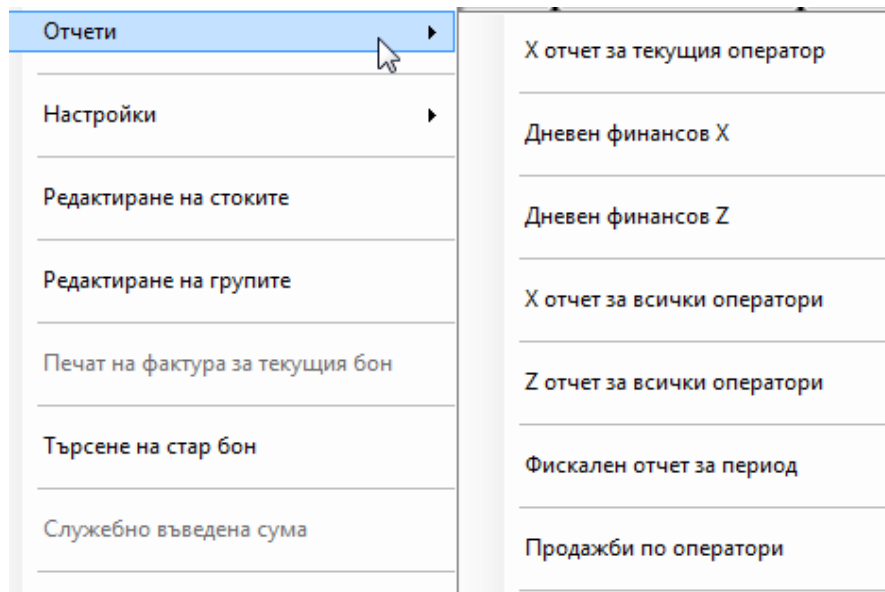 Отчети
Настройки
Редактиране на стоките
Редактиране на групите
Печат на фактура за текущия бон
Търсене на стар бон
Служебно въведена сума
X отчет за текущия оператор
Дневен финансов X
Дневен финансов Z
X отчет за всички оператори
Z отчет за всички оператори
Фискален отчет за период
Продажби по оператори